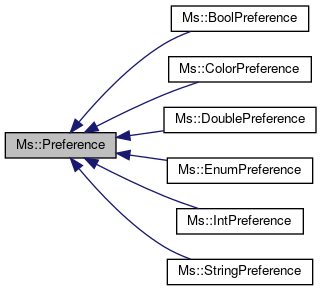 Ms::BoolPreference
Ms::ColorPreference
Ms::DoublePreference
Ms::Preference
Ms::EnumPreference
Ms::IntPreference
Ms::StringPreference